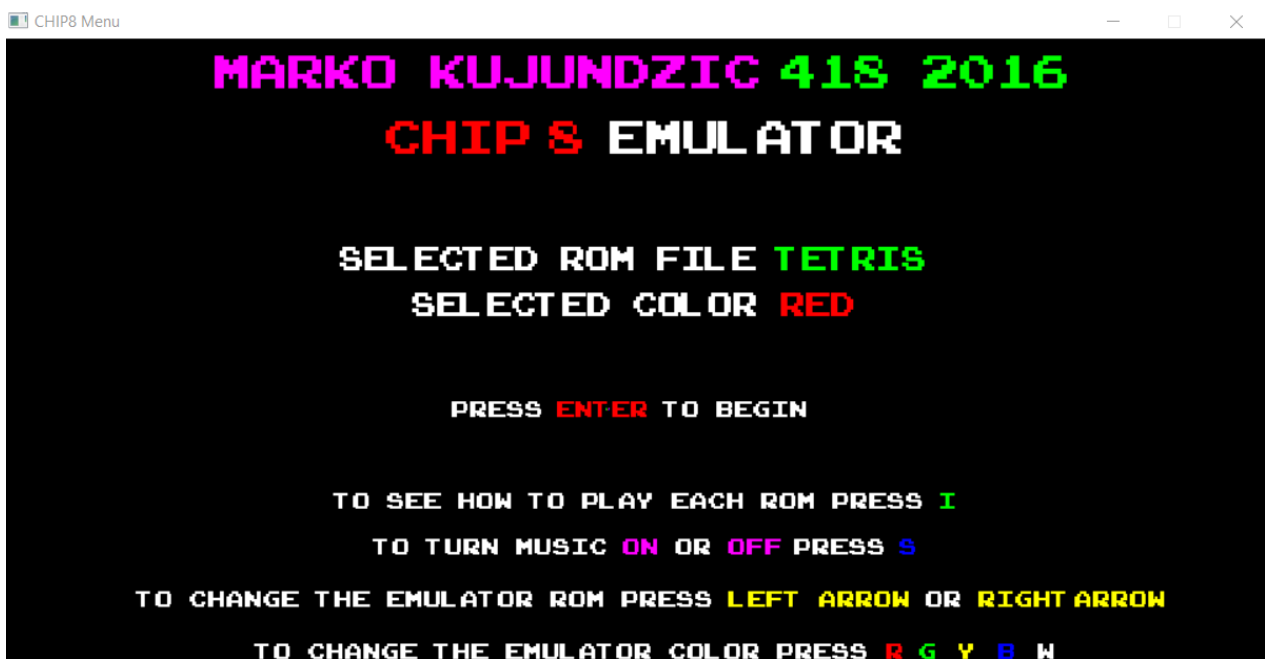 CHIP8 Menu
MARKO KUJUNDZIC 418 2016
CHIP 8 EMULATOR
SELECTED ROM FILE TETRIS
SELECTED COLOR RED
PRESS ENTER TO BEGIN
TO SEE HOW TO PLAY EACH ROM PRESS I
TO TURN MUSIC ON OR OFF PRESS S
TO CHANGE THE EMULATOR ROM PRESS LEFT ARROW OR RIGHT ARROW
TO CHANGE THE EMULATOR COLOR PRESS R G Y B W